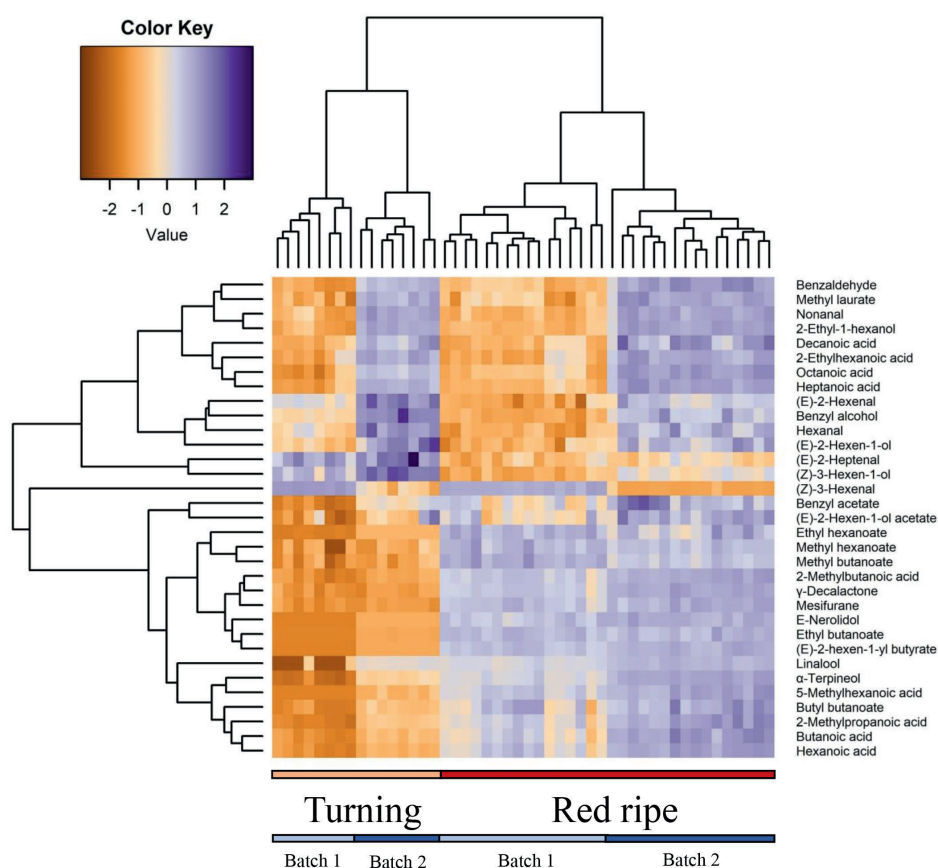 Color Key
-2 -1 0 1 2
Value
Benzaldehyde
Methyl laurate
Nonanal
2-Ethyl-1-hexanol
Decanoic acid
2-Ethylhexanoic acid
Octanoic acid
Heptanoic acid
(E)-2-Hexenal
Benzyl alcohol
Hexanal
(E)-2-Hexen-1-ol
(E)-2-Heptenal
(Z)-3-Hexen-1-ol
(Z)-3-Hexenal
Benzyl acetate
(E)-2-Hexen-1-ol acetate
Ethyl hexanoate
Methyl hexanoate
Methyl butanoate
2-Methylbutanoic acid
γ-Decalactone
Mesifurane
E-Nerolidol
Ethyl butanoate
(E)-2-hexen-1-yl butyrate
Linalool
α-Terpineol
5-Methylhexanoic acid
Butyl butanoate
2-Methylpropanoic acid
Butanoic acid
Hexanoic acid
Turning Red ripe
Batch 1 Batch 2 Batch 1 Batch 2